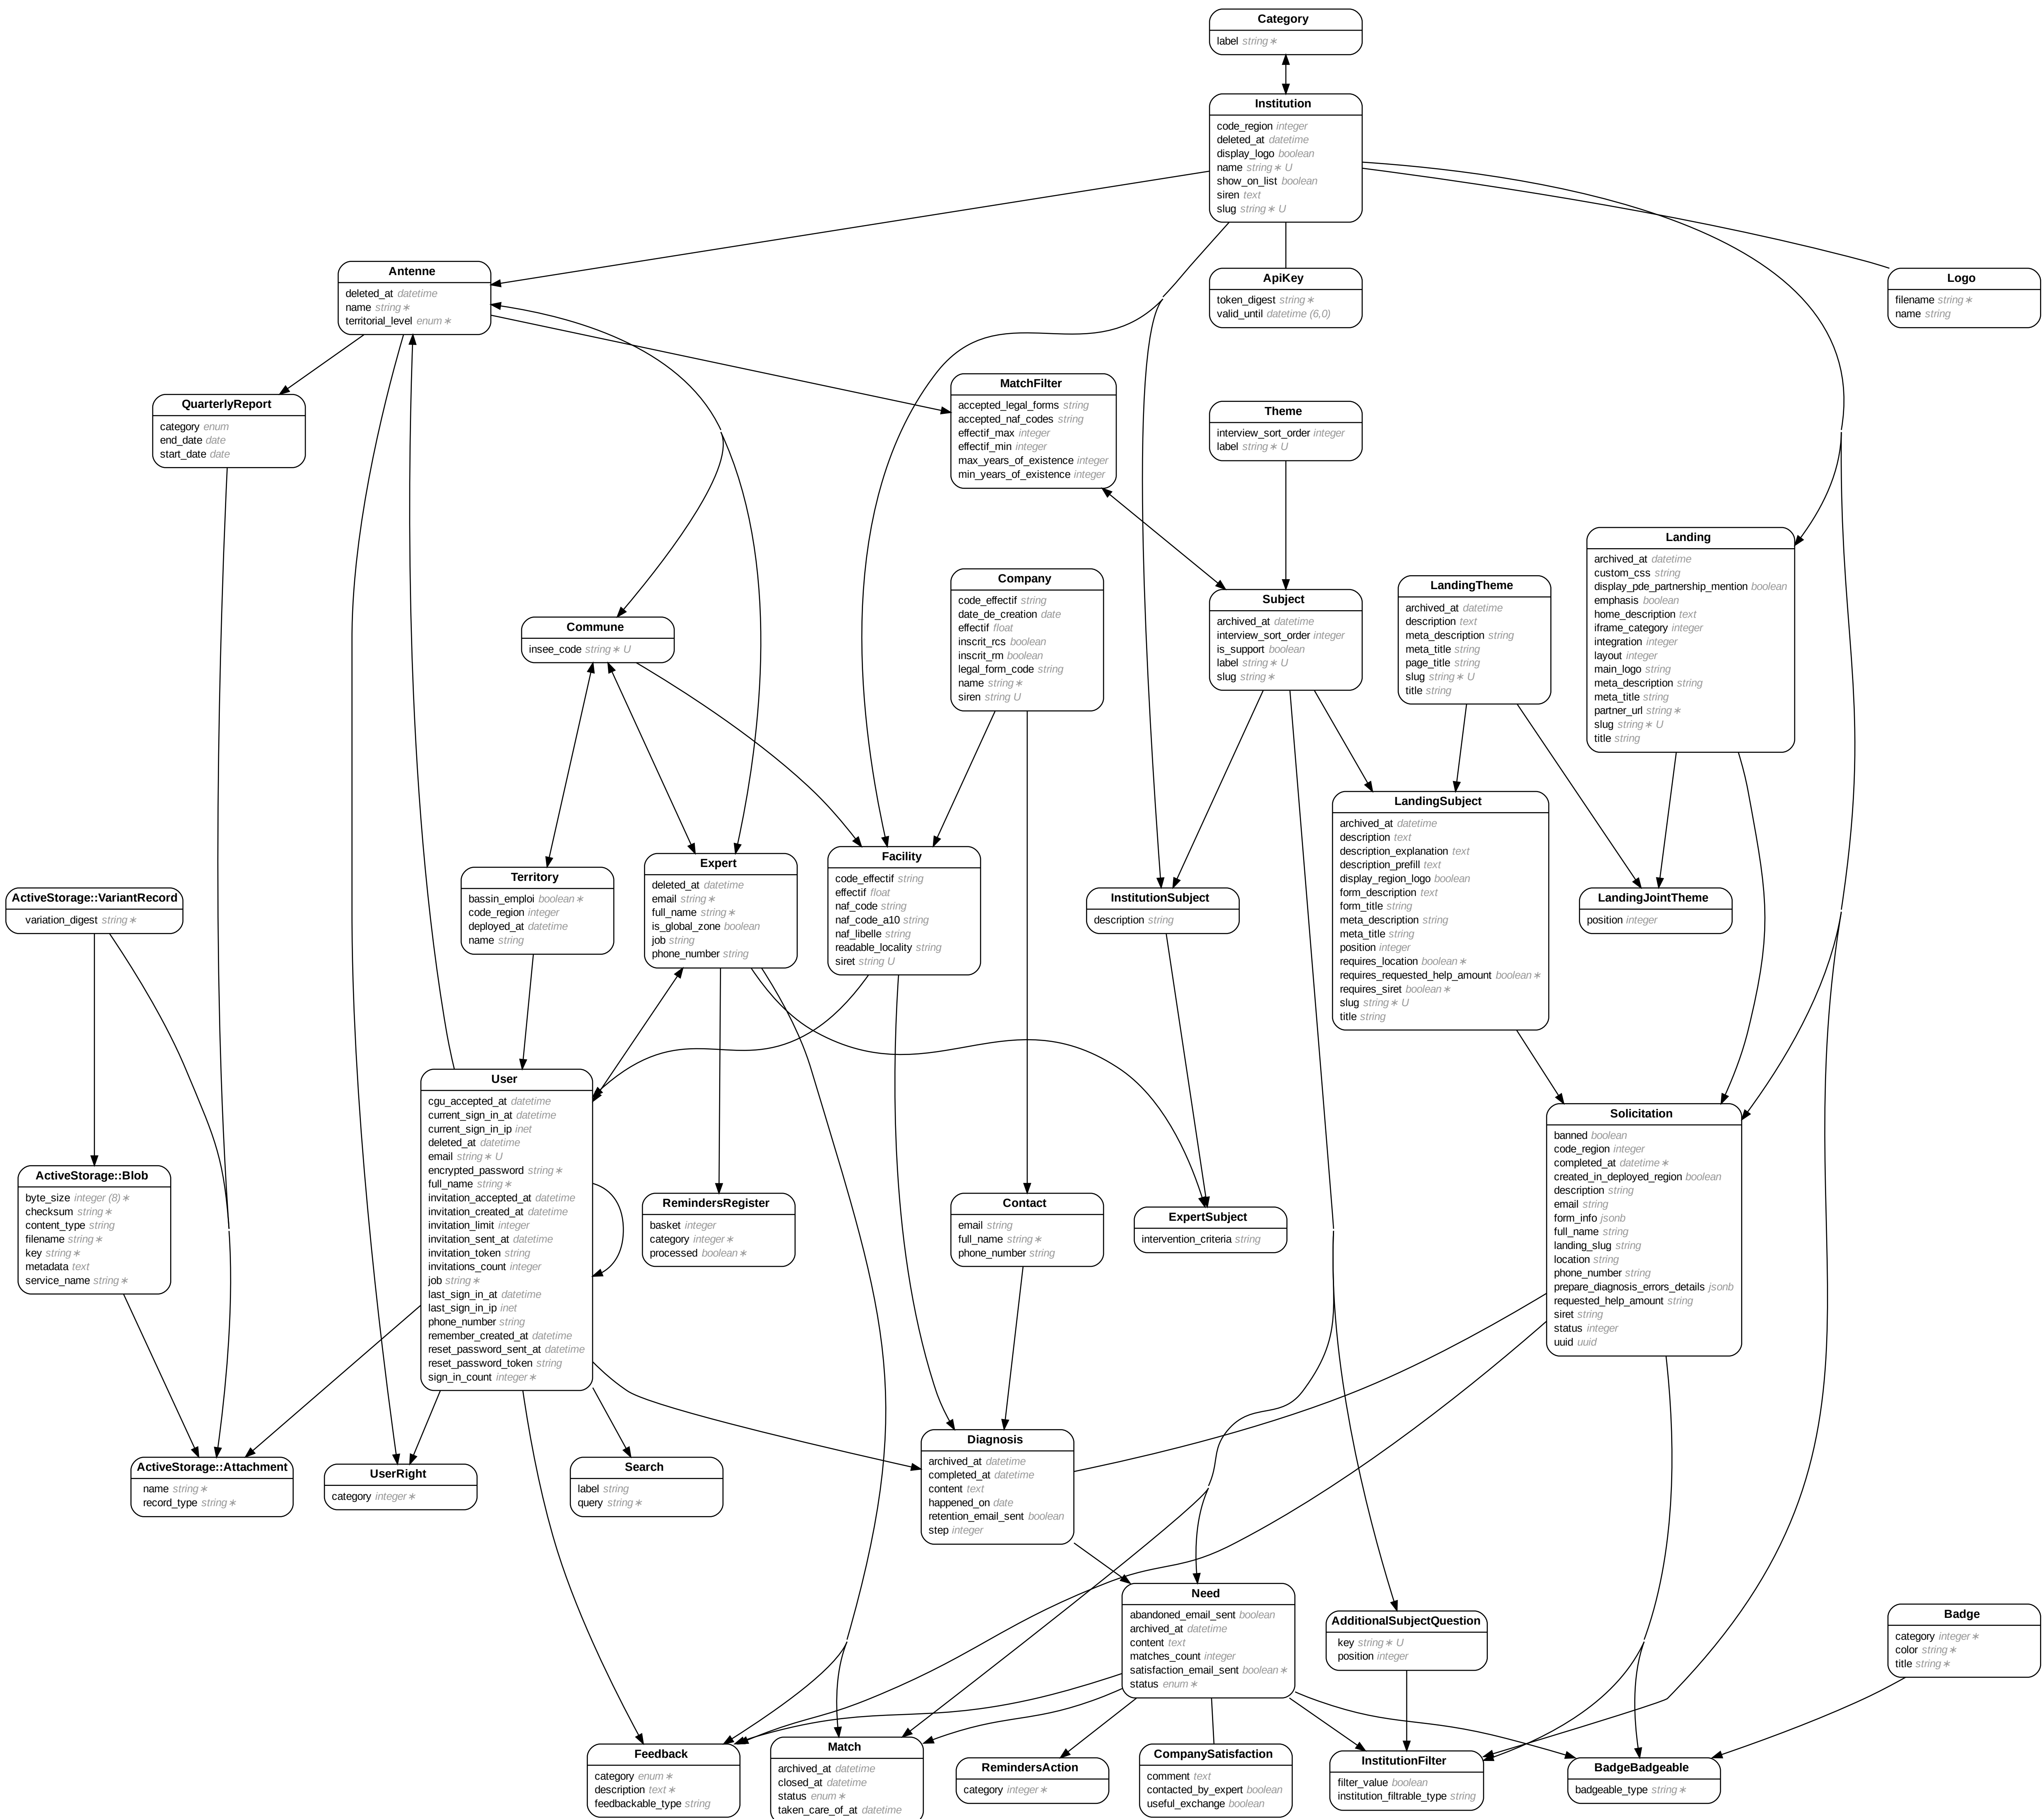 Category
label string∗
Institution
code_region integer
deleted_at datetime
display_logo boolean
name string∗ U
show_on_list boolean
siren text
slug string∗ U
Antenne
deleted_at datetime
name string∗
territorial_level enum∗
ApiKey
token_digest string∗
valid_until datetime (6,0)
Logo
filename string∗
name string
QuarterlyReport
category enum
end_date date
start_date date
MatchFilter
accepted_legal_forms string
accepted_naf_codes string
effectif_max integer
effectif_min integer
max_years_of_existence integer
min_years_of_existence integer
Theme
interview_sort_order integer
label string∗ U
Landing
archived_at datetime
custom_css string
display_pde_partnership_mention boolean
emphasis boolean
home_description text
iframe_category integer
integration integer
layout integer
main_logo string
meta_description string
meta_title string
partner_url string∗
slug string∗ U
title string
Company
code_effectif string
date_de_creation date
effectif float
inscrit_rcs boolean
inscrit_rm boolean
legal_form_code string
name string∗
siren string U
LandingTheme
archived_at datetime
description text
meta_description string
meta_title string
page_title string
slug string∗ U
title string
Subject
archived_at datetime
interview_sort_order integer
is_support boolean
label string∗ U
slug string∗
Commune
insee_code string∗ U
LandingSubject
archived_at datetime
description text
description_explanation text
description_prefill text
display_region_logo boolean
form_description text
form_title string
meta_description string
meta_title string
position integer
requires_location boolean∗
requires_requested_help_amount boolean∗
requires_siret boolean∗
slug string∗ U
title string
Facility
code_effectif string
effectif float
naf_code string
naf_code_a10 string
naf_libelle string
readable_locality string
siret string U
Expert
deleted_at datetime
email string∗
full_name string∗
is_global_zone boolean
job string
phone_number string
Territory
bassin_emploi boolean∗
code_region integer
deployed_at datetime
name string
ActiveStorage::VariantRecord
variation_digest string∗
InstitutionSubject
description string
LandingJointTheme
position integer
User
cgu_accepted_at datetime
current_sign_in_at datetime
current_sign_in_ip inet
deleted_at datetime
email string∗ U
encrypted_password string∗
full_name string∗
invitation_accepted_at datetime
invitation_created_at datetime
invitation_limit integer
invitation_sent_at datetime
invitation_token string
invitations_count integer
job string∗
last_sign_in_at datetime
last_sign_in_ip inet
phone_number string
remember_created_at datetime
reset_password_sent_at datetime
reset_password_token string
sign_in_count integer∗
Solicitation
banned boolean
code_region integer
completed_at datetime∗
created_in_deployed_region boolean
description string
email string
form_info jsonb
full_name string
landing_slug string
location string
phone_number string
prepare_diagnosis_errors_details jsonb
requested_help_amount string
siret string
status integer
uuid uuid
ActiveStorage::Blob
byte_size integer (8)∗
checksum string∗
content_type string
filename string∗
key string∗
metadata text
service_name string∗
RemindersRegister
basket integer
category integer∗
processed boolean∗
Contact
email string
full_name string∗
phone_number string
ExpertSubject
intervention_criteria string
Diagnosis
archived_at datetime
completed_at datetime
content text
happened_on date
retention_email_sent boolean
step integer
ActiveStorage::Attachment
name string∗
record_type string∗
UserRight
category integer∗
Search
label string
query string∗
Need
abandoned_email_sent boolean
archived_at datetime
content text
matches_count integer
satisfaction_email_sent boolean∗
status enum∗
AdditionalSubjectQuestion
key string∗ U
position integer
Badge
category integer∗
color string∗
title string∗
Feedback
category enum∗
description text∗
feedbackable_type string
Match
archived_at datetime
closed_at datetime
status enum∗
taken_care_of_at datetime
RemindersAction
category integer∗
CompanySatisfaction
comment text
contacted_by_expert boolean
useful_exchange boolean
InstitutionFilter
filter_value boolean
institution_filtrable_type string
BadgeBadgeable
badgeable_type string∗